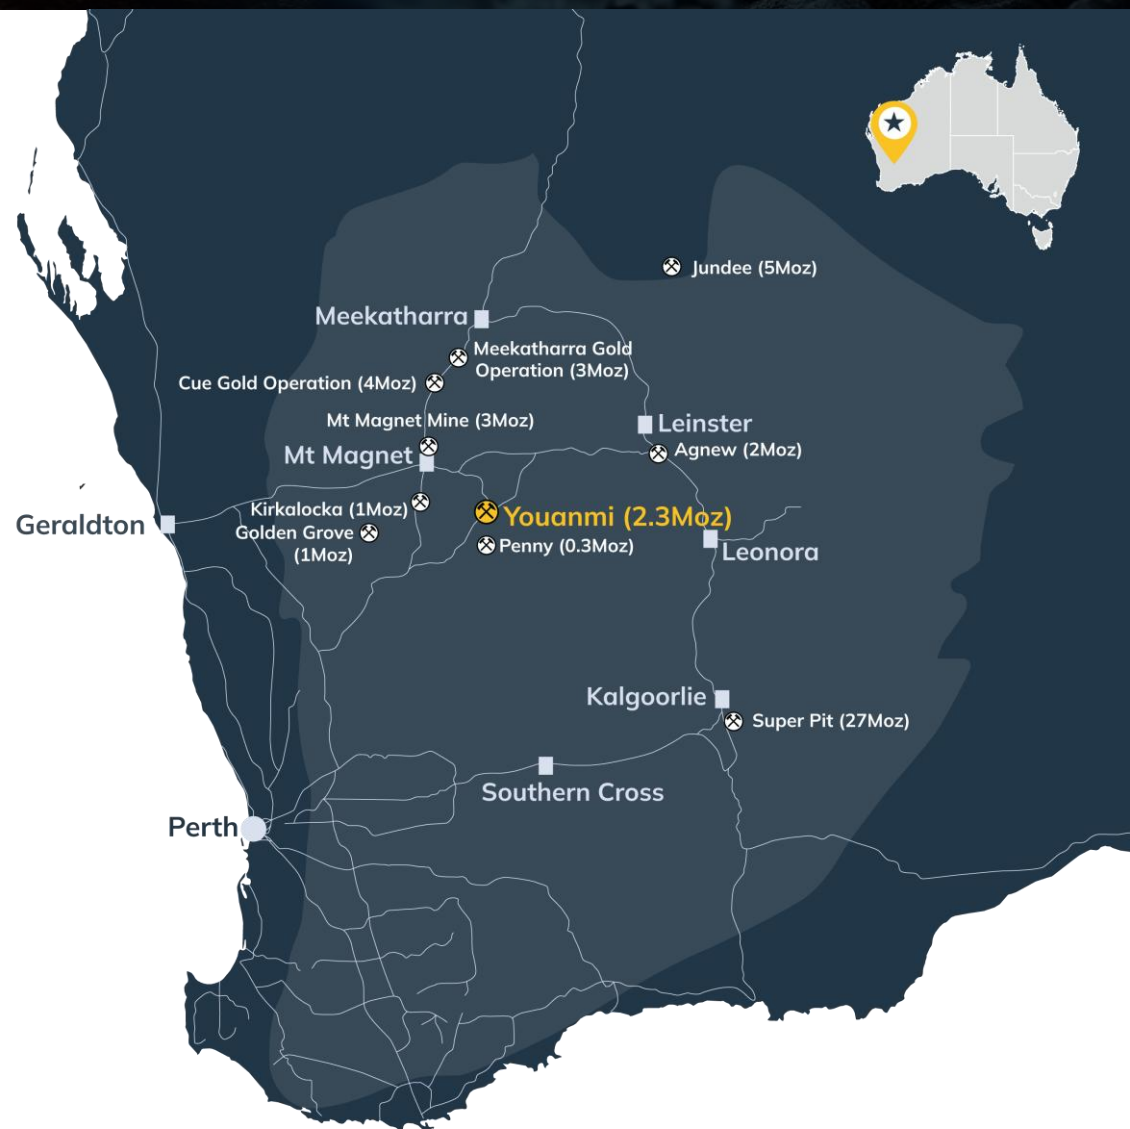 Jundee (5Moz)
Meekatharra
Meekatharra Gold
Operation (3Moz)
Cue Gold Operation (4Moz)
Mt Magnet Mine (3Moz)
Leinster
Agnew (2Moz)
Mt Magnet
Kirkalocka (1Moz)
Youanmi (2.3Moz)
Geraldton
Golden Grove
(1Moz)
Penny (0.3Moz)
Leonora
Kalgoorlie
Super Pit (27Moz)
Southern Cross
Perth